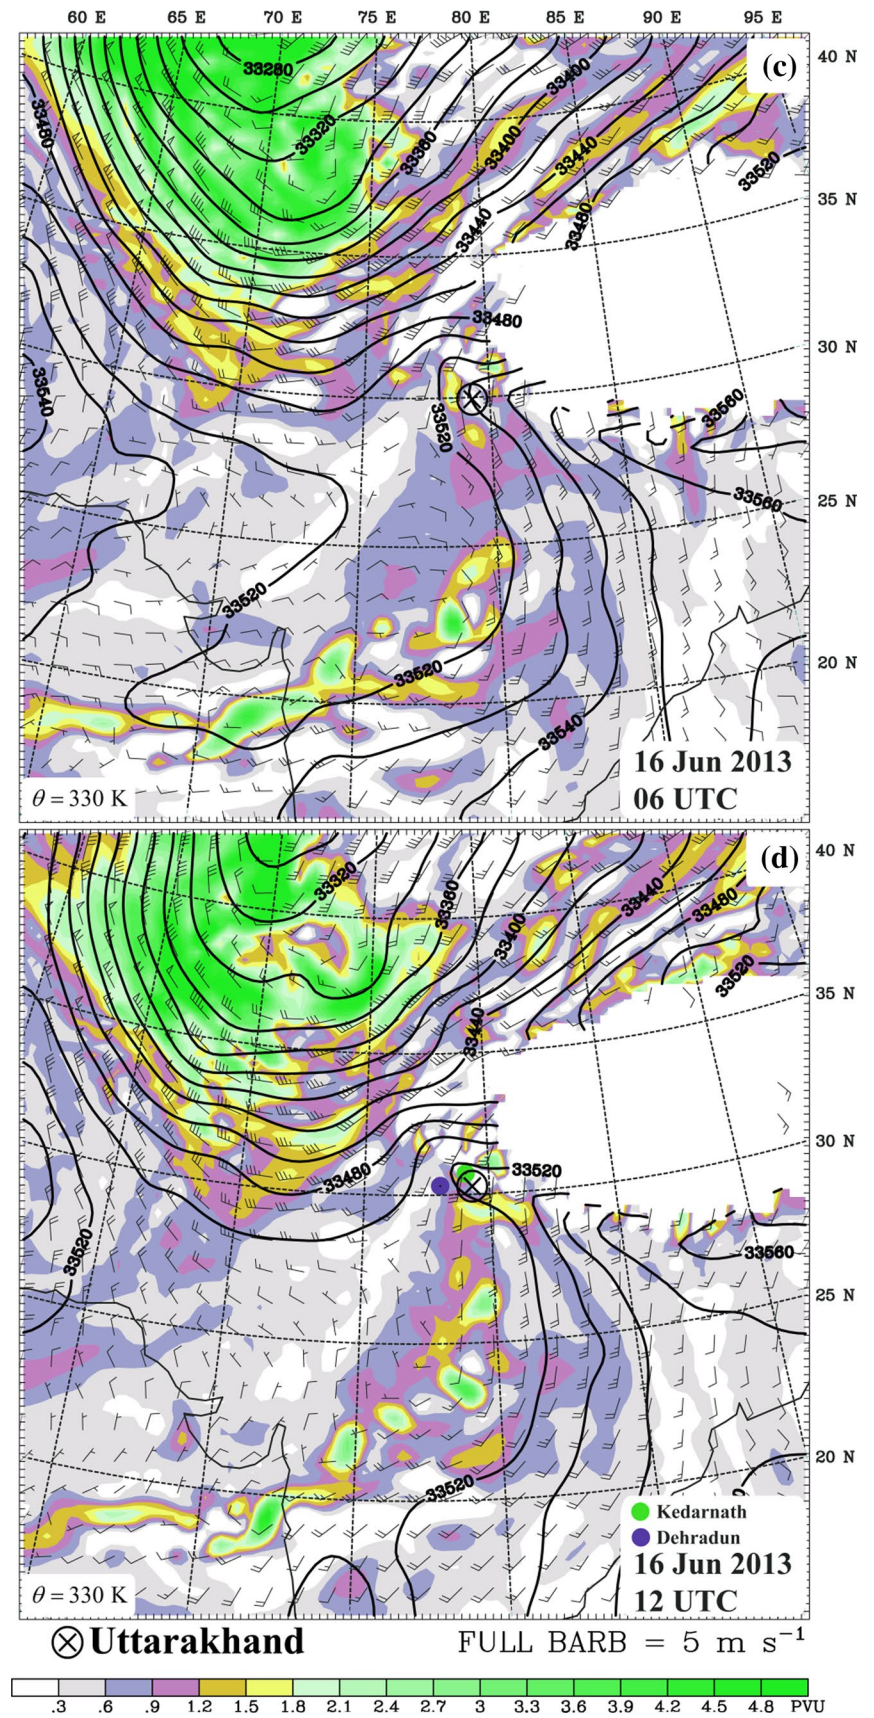 60 E 65 E 70 E 75 E 80 E 85 E 90 E 95 E
(c)
40 N
33280
33400
33480
33320
33360
33400
33440
33520
35 N
33440
33480
33480
30 N
33540
33520
33560
33560
25 N
33520
33520
20 N
33540
θ = 330 K
16 Jun 2013
06 UTC
(d)
40 N
33320
33360
33440
33480
33400
33520
35 N
33440
30 N
33480
33520
33520
33560
25 N
20 N
33520
Kedarnath
Dehradun
θ = 330 K
16 Jun 2013
12 UTC
Uttarakhand FULL BARB = 5 m s⁻¹
.3 .6 .9 1.2 1.5 1.8 2.1 2.4 2.7 3 3.3 3.6 3.9 4.2 4.5 4.8 PVU